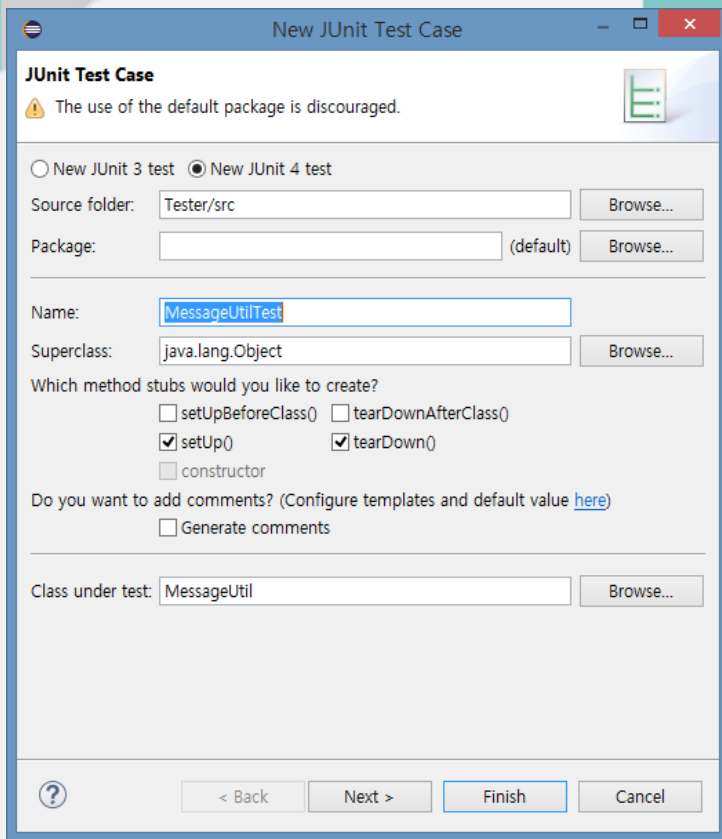 New JUnit Test Case
JUnit Test Case
The use of the default package is discouraged.
New JUnit 3 test New JUnit 4 test
Source folder: Tester/src Browse...
Package: (default) Browse...
Name: MessageUtilTest
Superclass: java.lang.Object Browse...
Which method stubs would you like to create?
setUpBeforeClass() tearDownAfterClass()
setUp() tearDown()
constructor
Do you want to add comments? (Configure templates and default value here)
Generate comments
Class under test: MessageUtil Browse...
? < Back Next > Finish Cancel